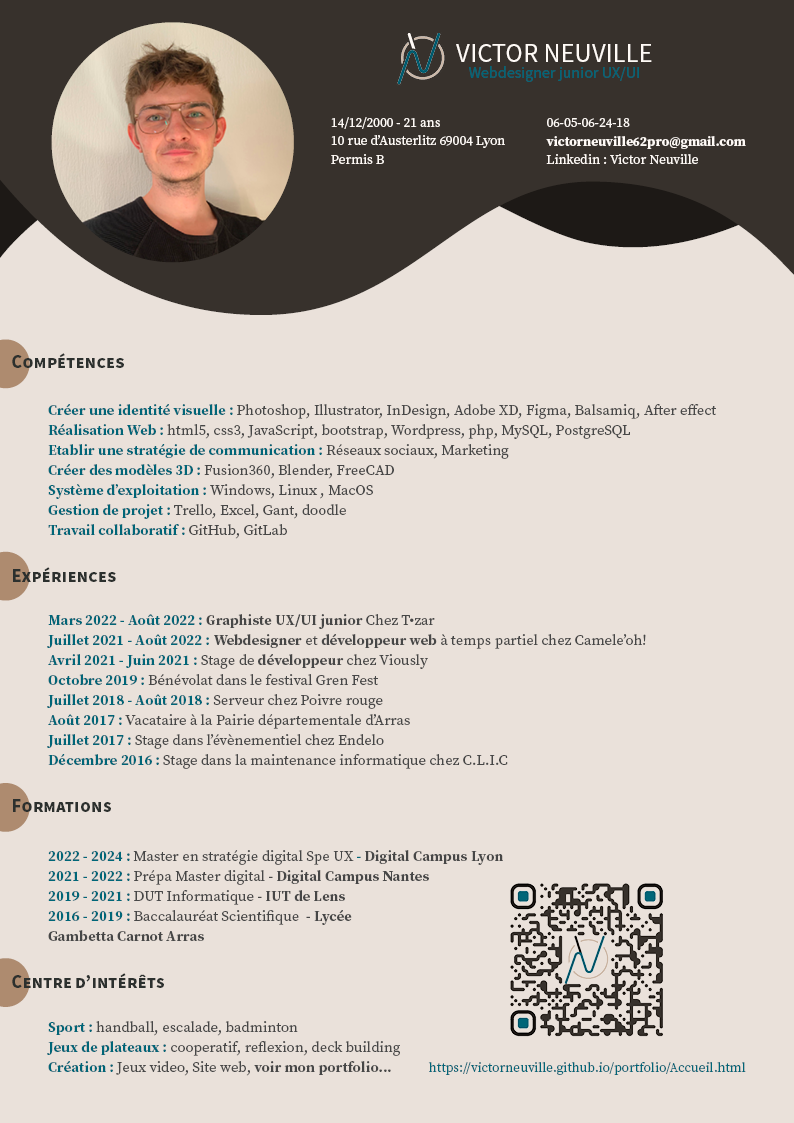 VICTOR NEUVILLE
Webdesigner junior UX/UI
14/12/2000 - 21 ans
10 rue d'Austerlitz 69004 Lyon
Permis B
06-05-06-24-18
victorneuville62pro@gmail.com
Linkedin : Victor Neuville
Compétences
Créer une identité visuelle : Photoshop, Illustrator, InDesign, Adobe XD, Figma, Balsamiq, After effect
Réalisation Web : html5, css3, JavaScript, bootstrap, Wordpress, php, MySQL, PostgreSQL
Etablir une stratégie de communication : Réseaux sociaux, Marketing
Créer des modèles 3D : Fusion360, Blender, FreeCAD
Système d'exploitation : Windows, Linux , MacOS
Gestion de projet : Trello, Excel, Gant, doodle
Travail collaboratif : GitHub, GitLab
Expériences
Mars 2022 - Août 2022 : Graphiste UX/UI junior Chez T•zar
Juillet 2021 - Août 2022 : Webdesigner et développeur web à temps partiel chez Camele'oh!
Avril 2021 - Juin 2021 : Stage de développeur chez Viously
Octobre 2019 : Bénévolat dans le festival Gren Fest
Juillet 2018 - Août 2018 : Serveur chez Poivre rouge
Août 2017 : Vacataire à la Pairie départementale d'Arras
Juillet 2017 : Stage dans l'évènementiel chez Endelo
Décembre 2016 : Stage dans la maintenance informatique chez C.L.I.C
Formations
2022 - 2024 : Master en stratégie digital Spe UX - Digital Campus Lyon
2021 - 2022 : Prépa Master digital - Digital Campus Nantes
2019 - 2021 : DUT Informatique - IUT de Lens
2016 - 2019 : Baccalauréat Scientifique - Lycée
Gambetta Carnot Arras
Centre d'intérêts
Sport : handball, escalade, badminton
Jeux de plateaux : cooperatif, reflexion, deck building
Création : Jeux video, Site web, voir mon portfolio...
https://victorneuville.github.io/portfolio/Accueil.html